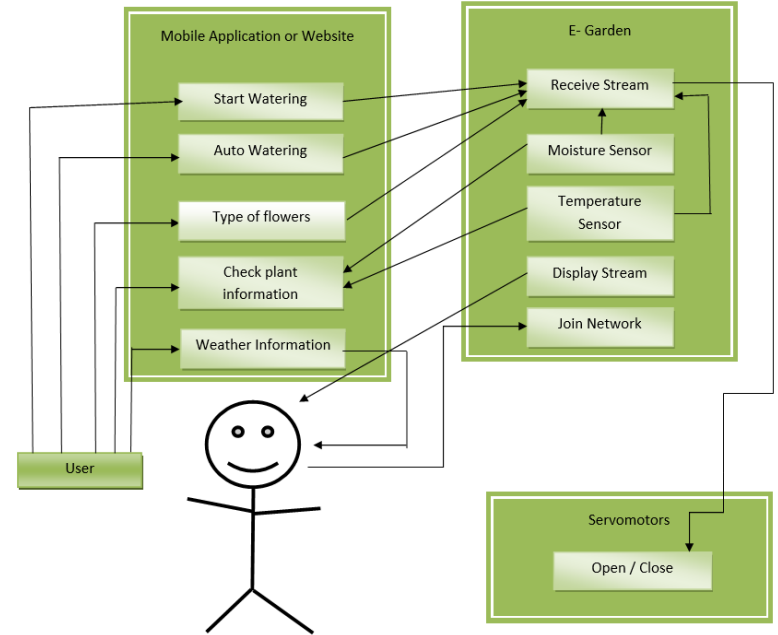 Mobile Application or Website
Start Watering
Auto Watering
Type of flowers
Check plant
information
Weather Information
E- Garden
Receive Stream
Moisture Sensor
Temperature
Sensor
Display Stream
Join Network
User
Servomotors
Open / Close